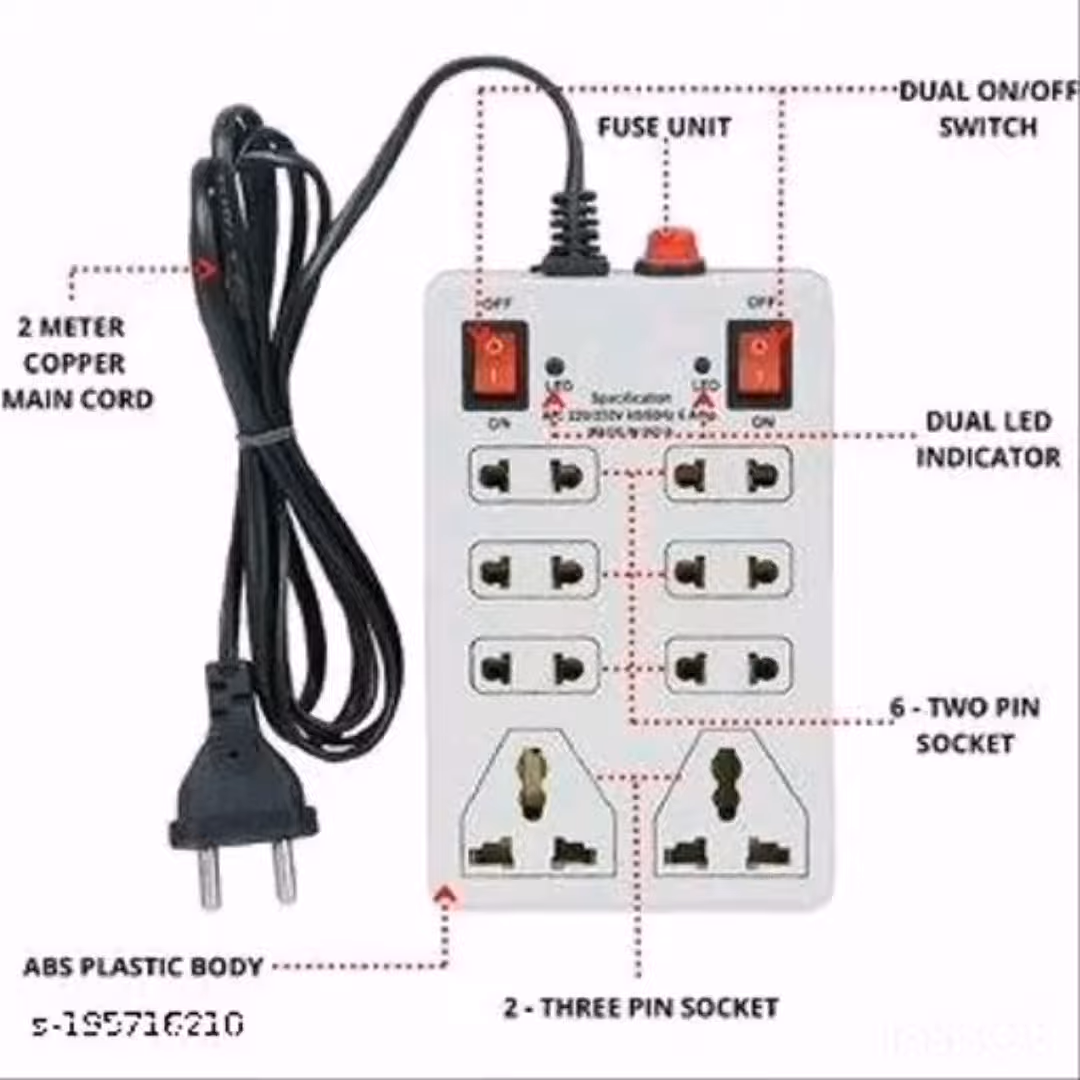 DUAL ON/OFF
SWITCH
FUSE UNIT
OFF
OFF
2 METER
COPPER
MAIN CORD
LED
LED
Specification
ON
ON
DUAL LED
INDICATOR
6 - TWO PIN
SOCKET
ABS PLASTIC BODY
2 - THREE PIN SOCKET
s-195716210